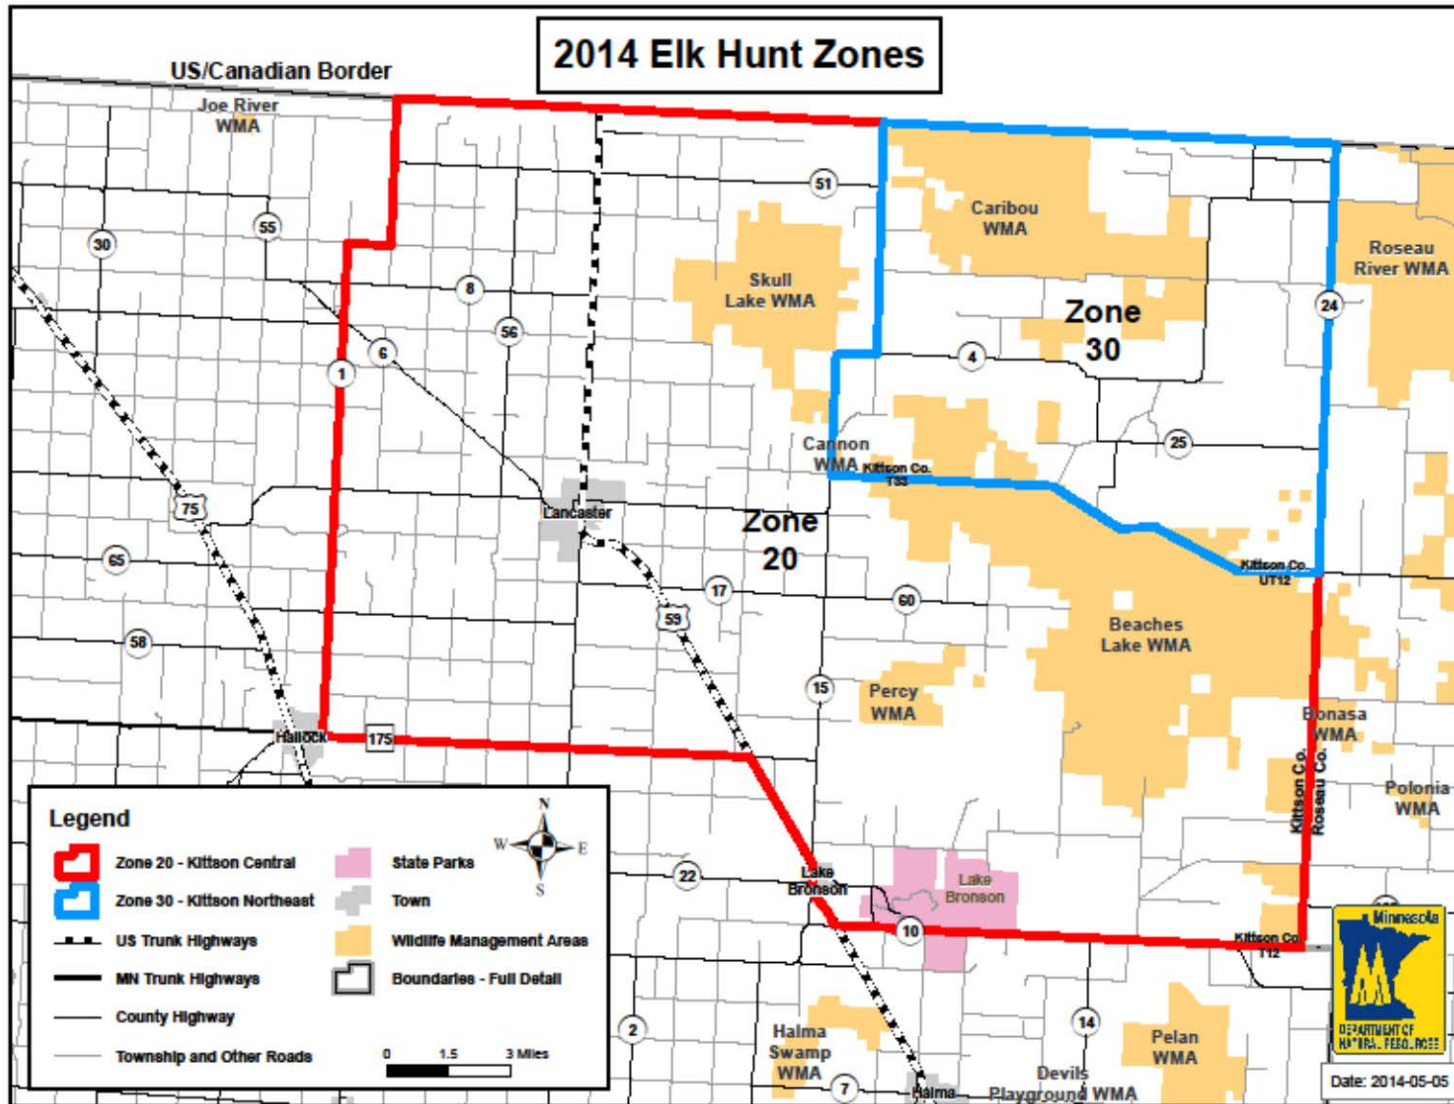 2014 Elk Hunt Zones
US/Canadian Border
Joe River
WMA
51
Caribou
WMA
Roseau
River WMA
55
30
Skull
Lake WMA
8
24
56
Zone
30
6
4
1
Cannon
WMA
25
Kittson Co.
T33
75
Lancaster
Zone
20
65
Kittson Co.
UT12
17
60
59
Beaches
Lake WMA
58
15
Percy
WMA
Bonasa
WMA
Hallock
175
Kittson Co.
Roseau Co.
Polonia
WMA
Legend
N
W
E
S
Zone 20 - Kittson Central
State Parks
Zone 30 - Kittson Northeast
Town
US Trunk Highways
Wildlife Management Areas
MN Trunk Highways
Boundaries - Full Detail
County Highway
Township and Other Roads
0 1.5 3 Miles
22
Lake
Bronson
Lake
Bronson
10
Kittson Co.
T12
Minnesota
DEPARTMENT OF
NATURAL RESOURCES
2
14
Halma
Swamp
WMA
Pelan
WMA
Devils
Playground WMA
7
Halma
Date: 2014-05-05